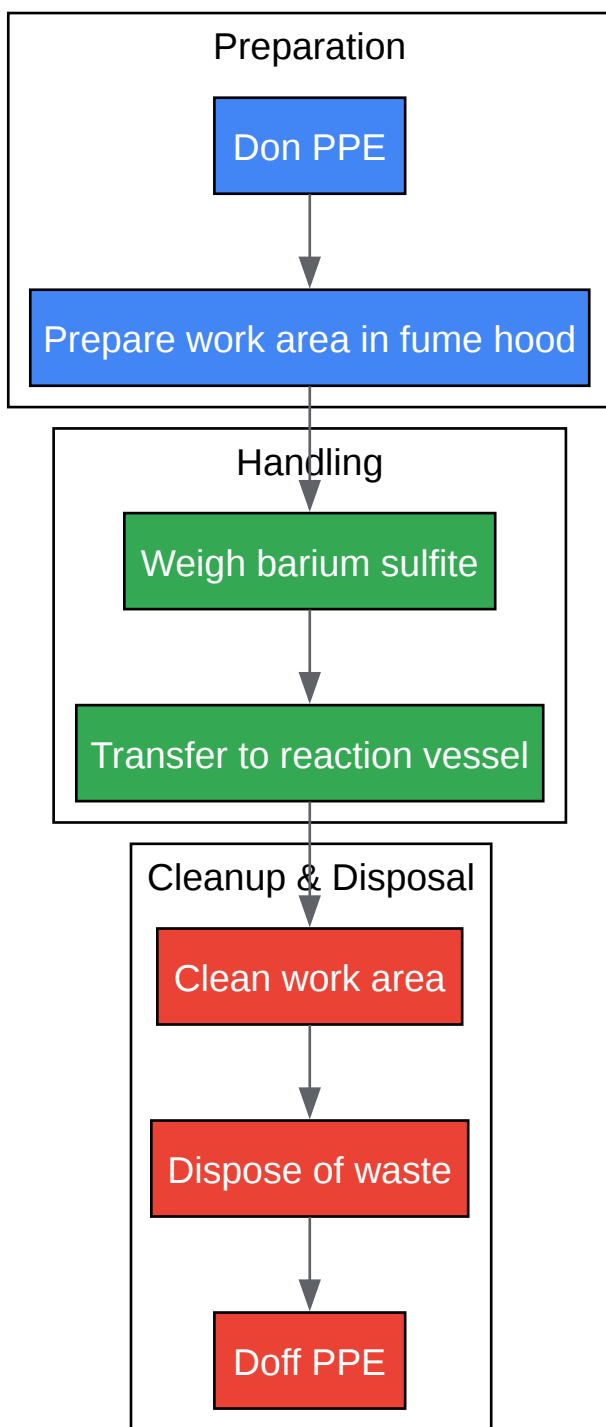 Preparation
Don PPE
Prepare work area in fume hood
Handling
Weigh barium sulfite
Transfer to reaction vessel
Cleanup & Disposal
Clean work area
Dispose of waste
Doff PPE